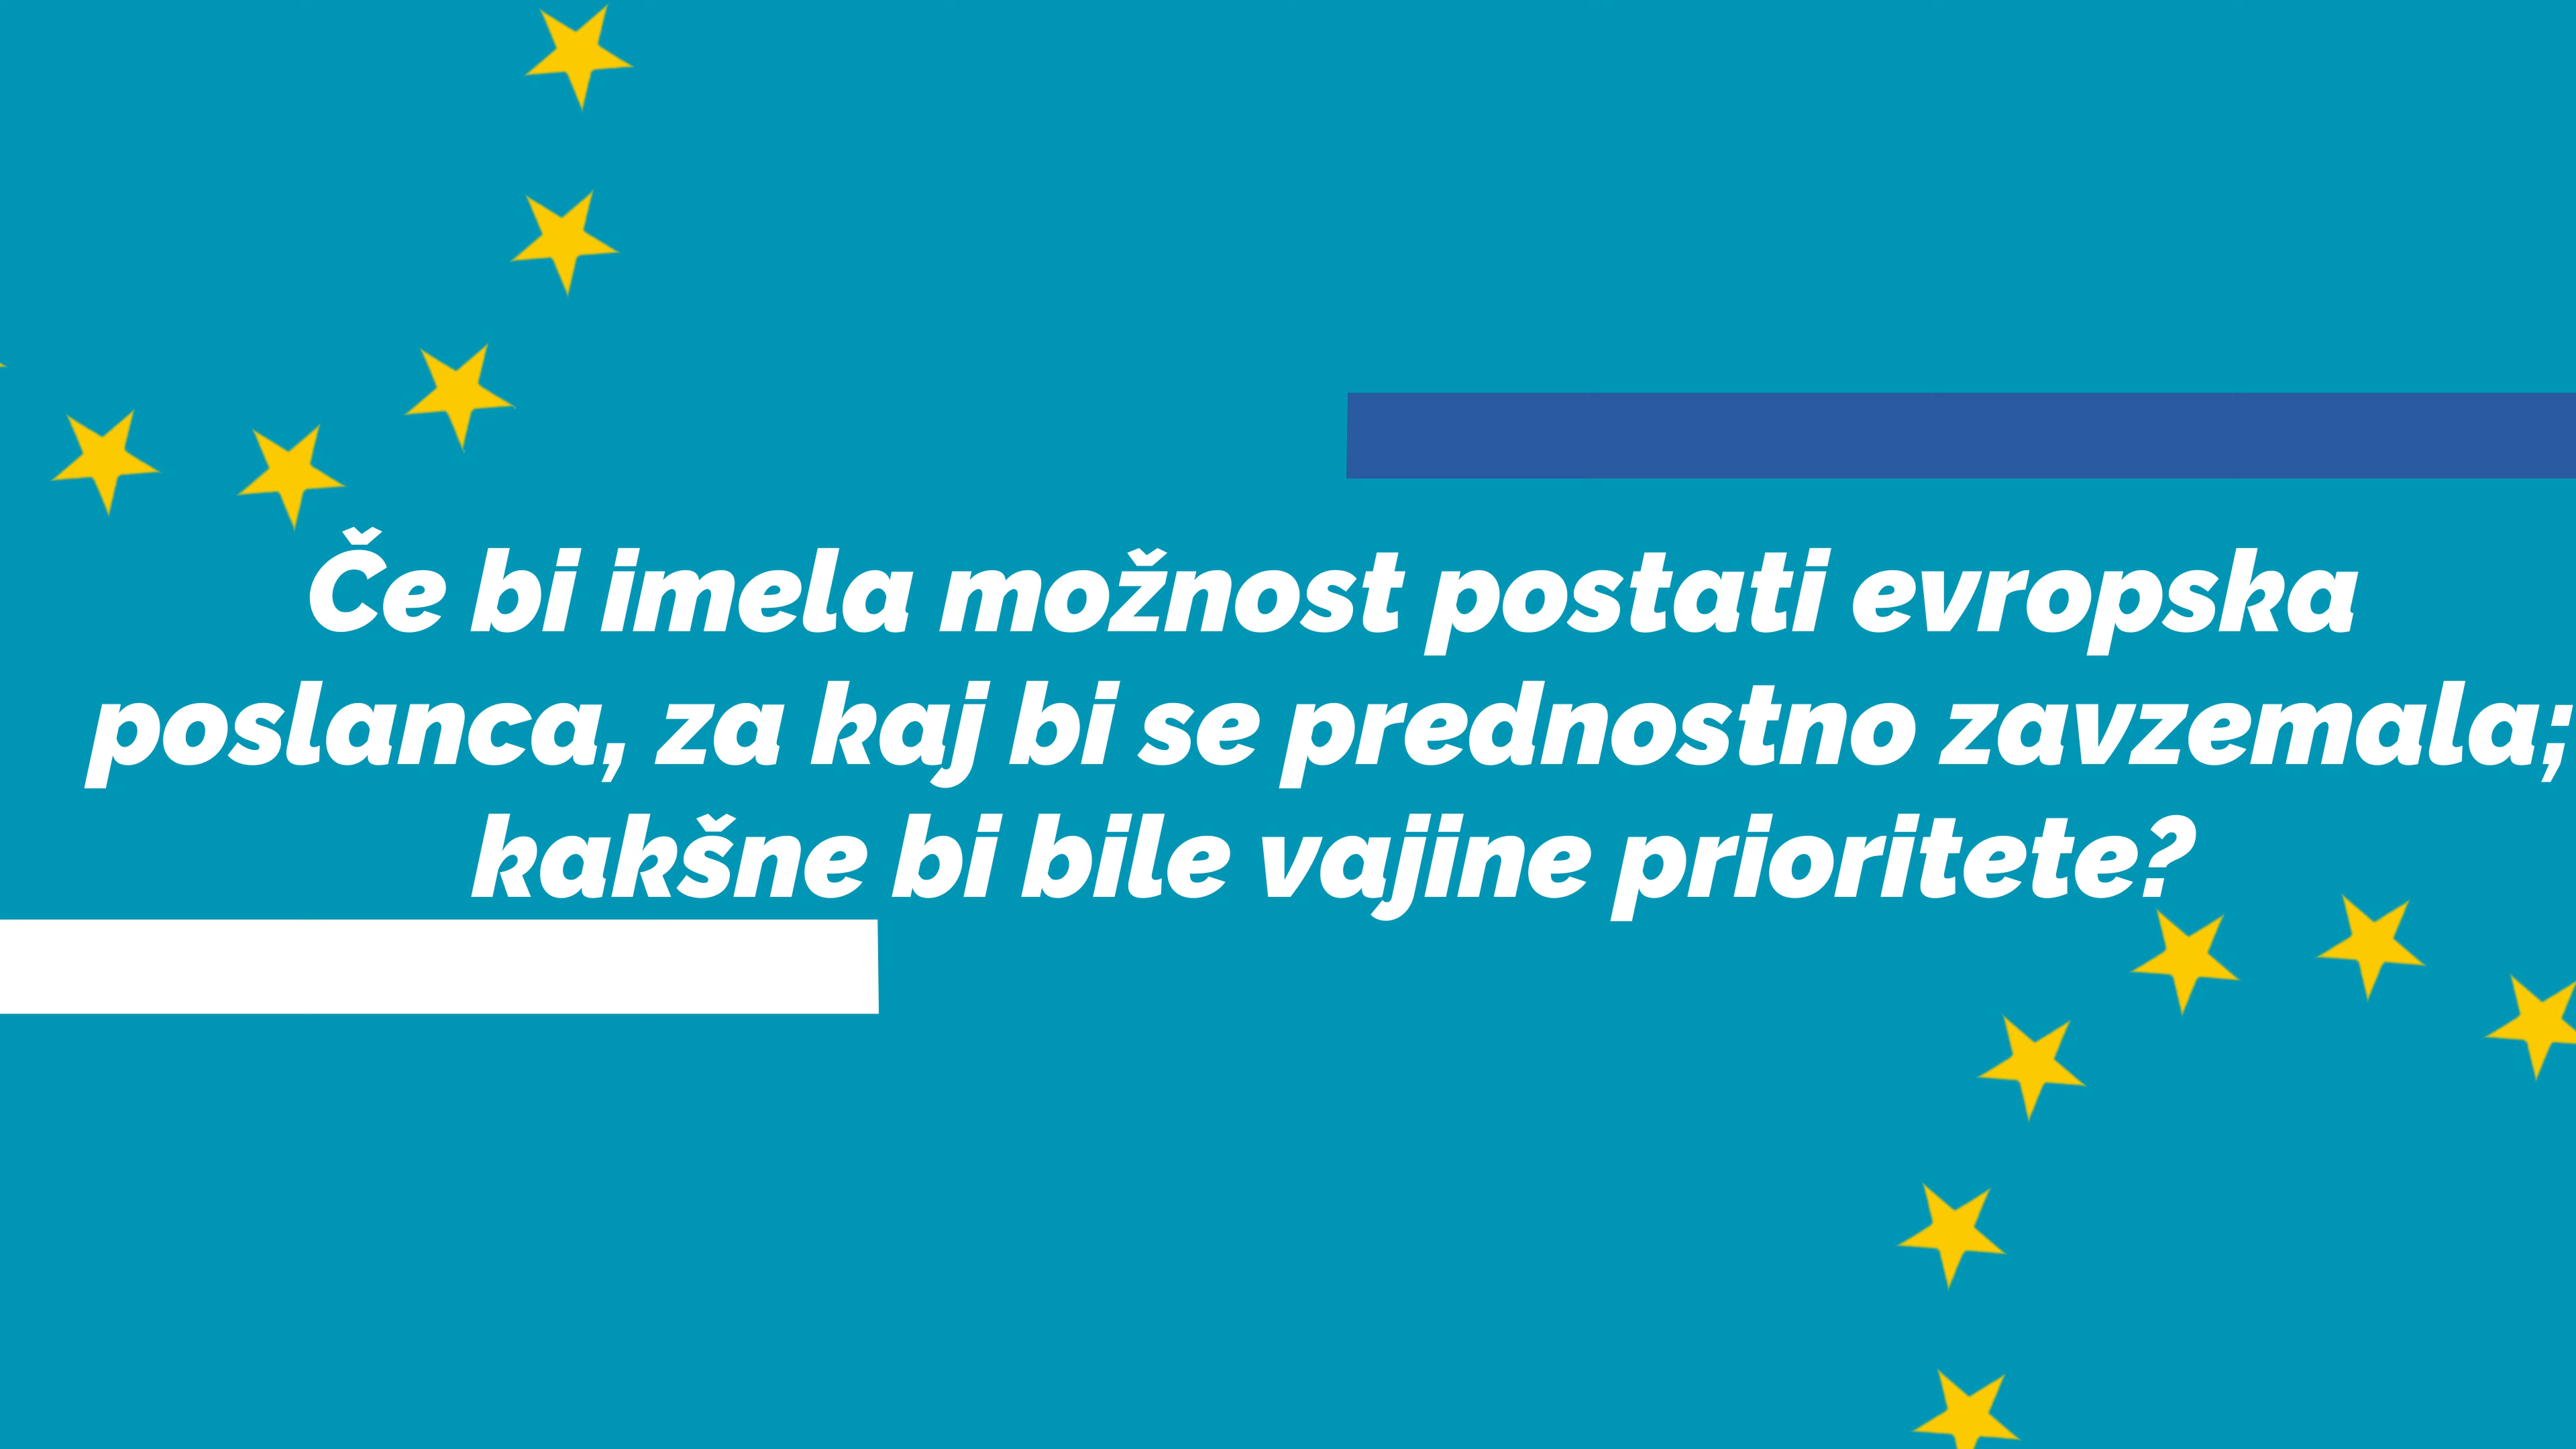 Če bi imela možnost postati evropska
poslanca, za kaj bi se prednostno zavzemala;
kakšne bi bile vajine prioritete?